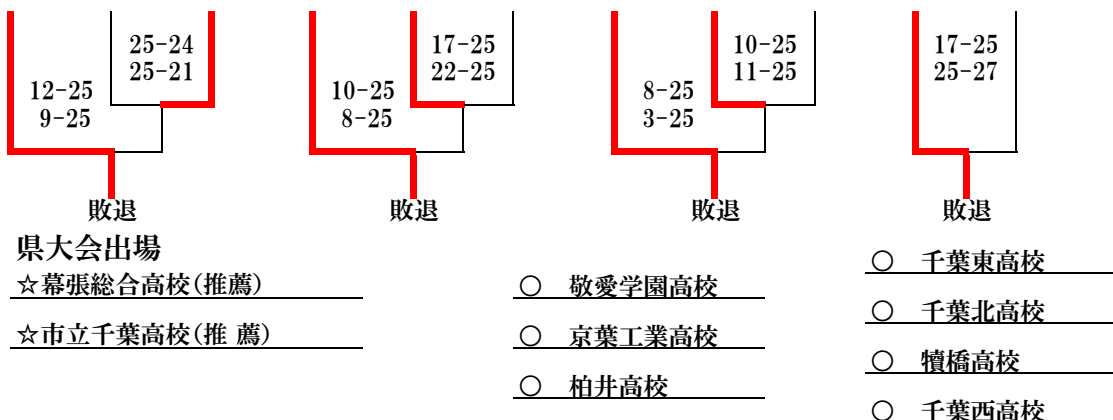 25-24
25-21
12-25
9-25
17-25
22-25
10-25
8-25
10-25
11-25
8-25
3-25
17-25
25-27
敗退
敗退
敗退
敗退
県大会出場
☆幕張総合高校(推薦)
☆市立千葉高校(推 薦)
○ 敬愛学園高校
○ 京葉工業高校
○ 柏井高校
○ 千葉東高校
○ 千葉北高校
○ 犢橋高校
○ 千葉西高校